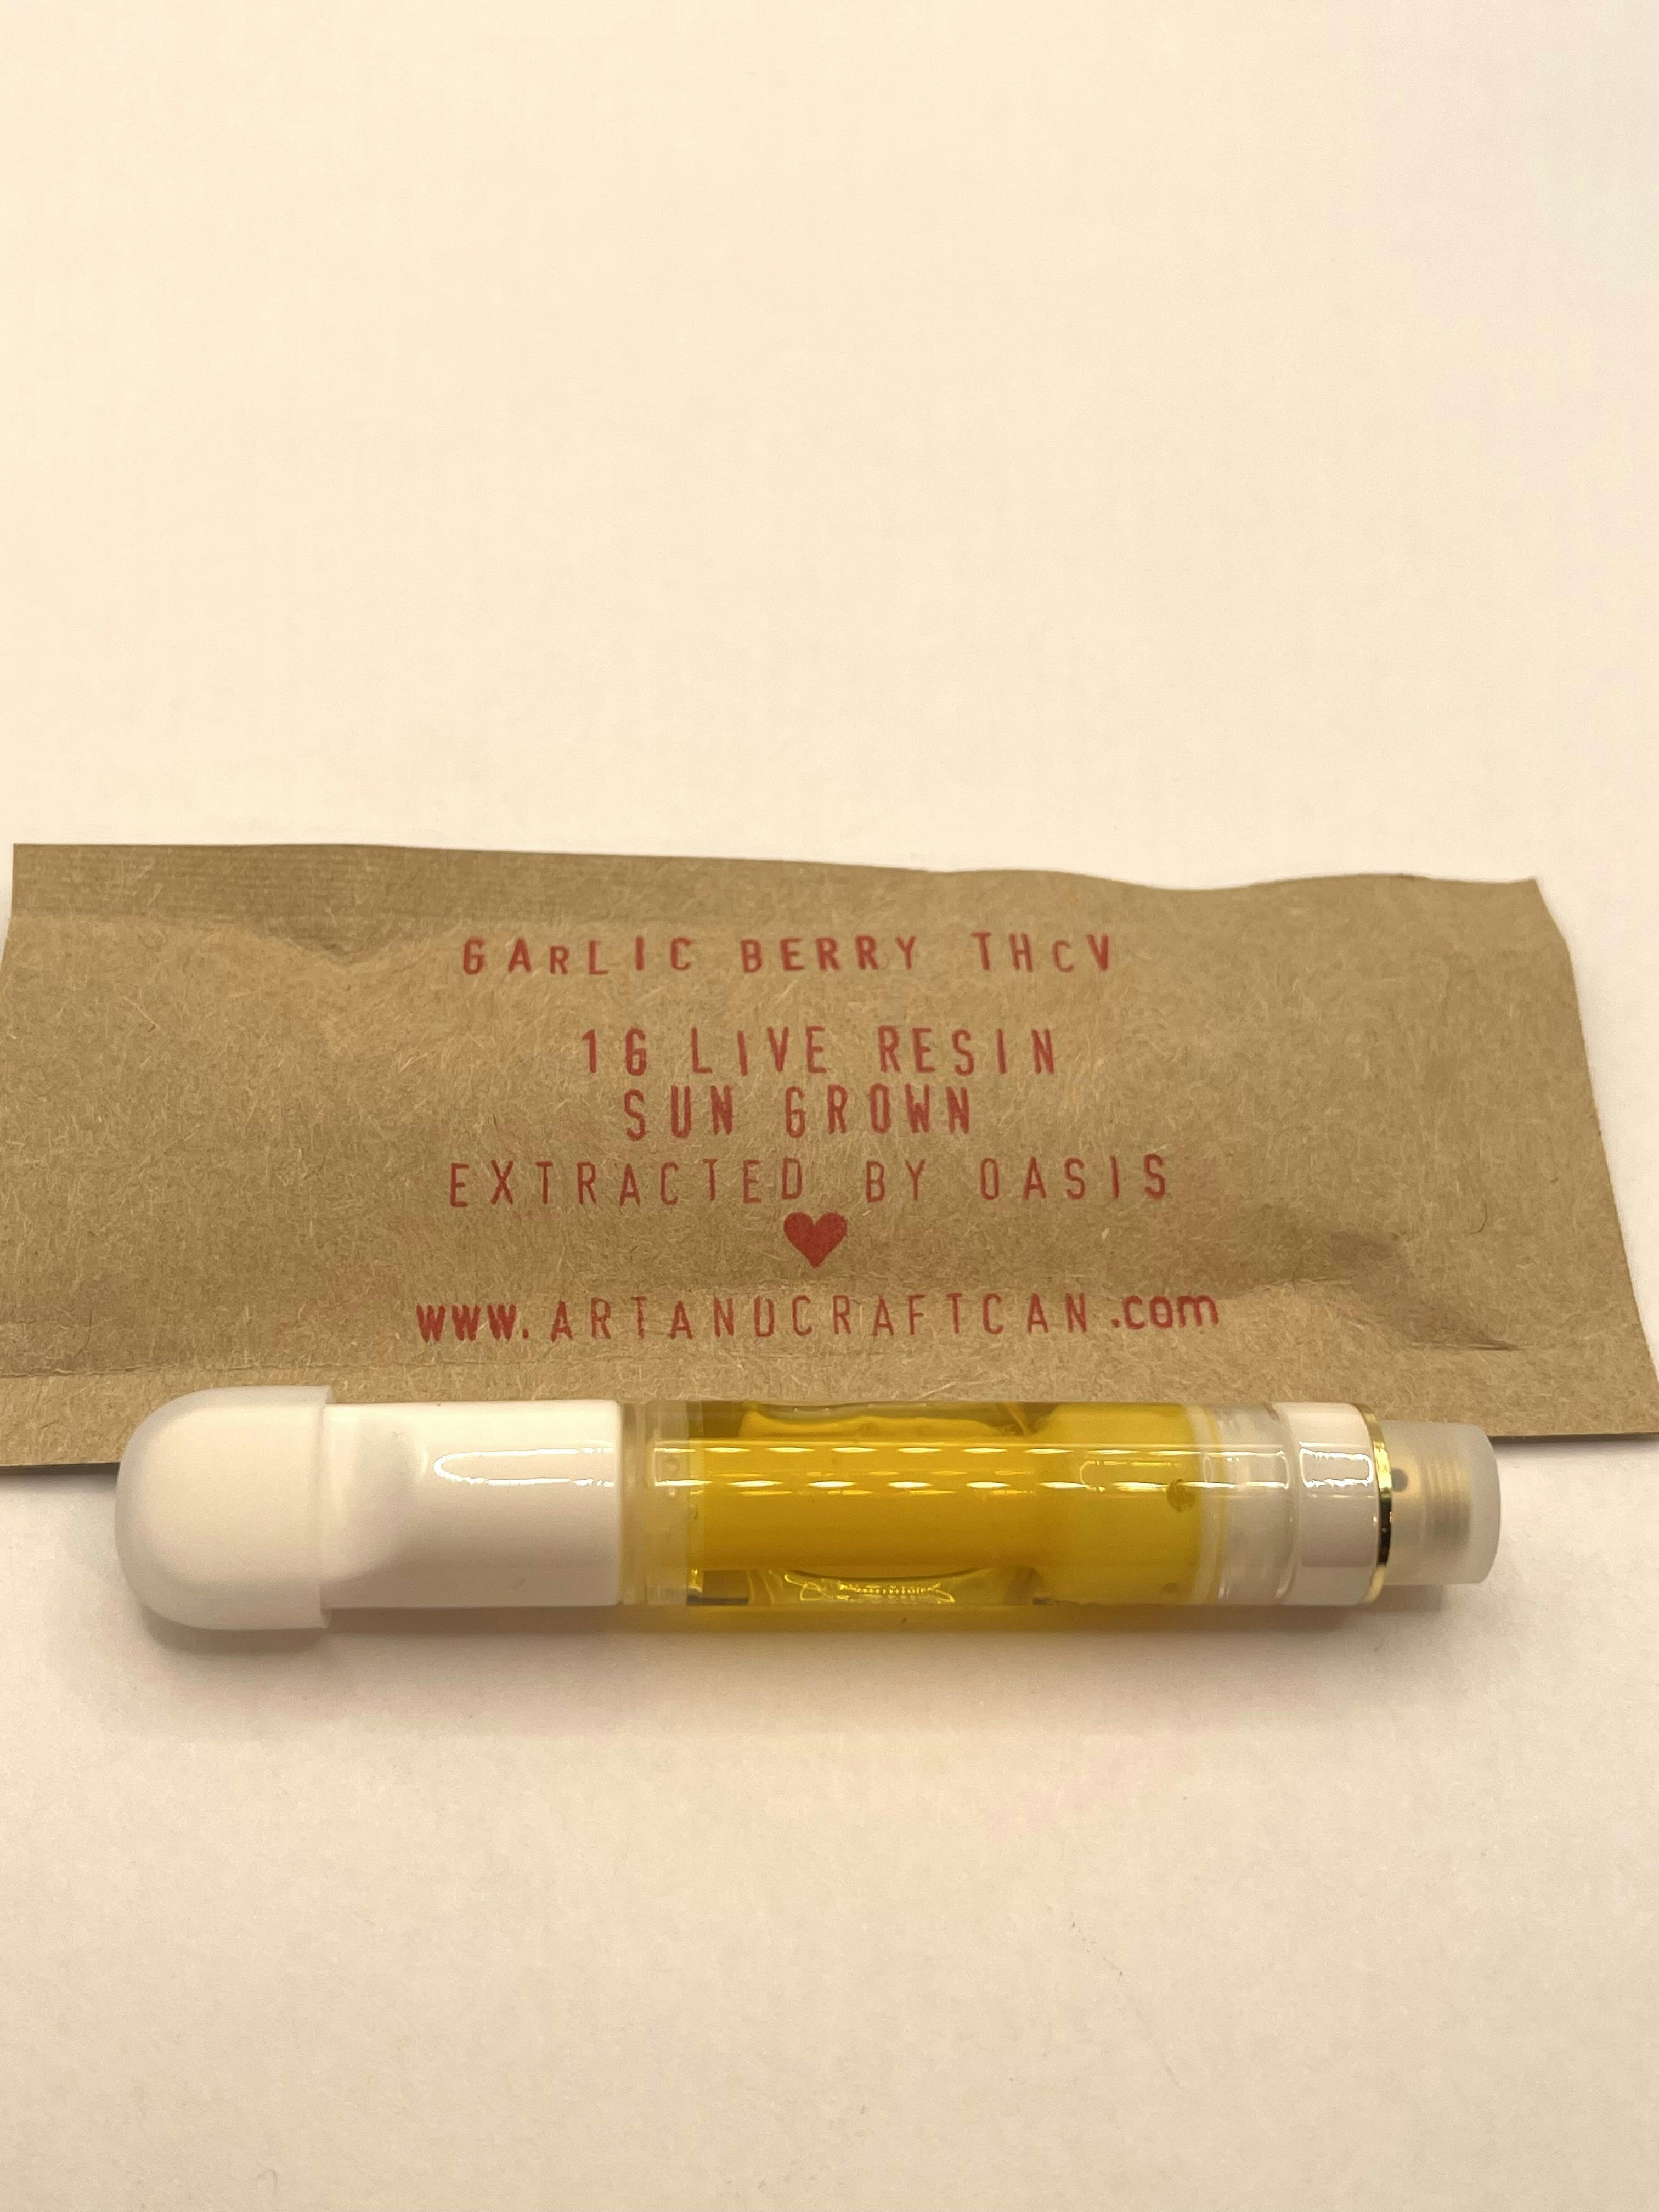 GARLIC BERRY THCV
1G LIVE RESIN
SUN GROWN
EXTRACTED BY OASIS
www.ARTANDCRAFTCAN.com